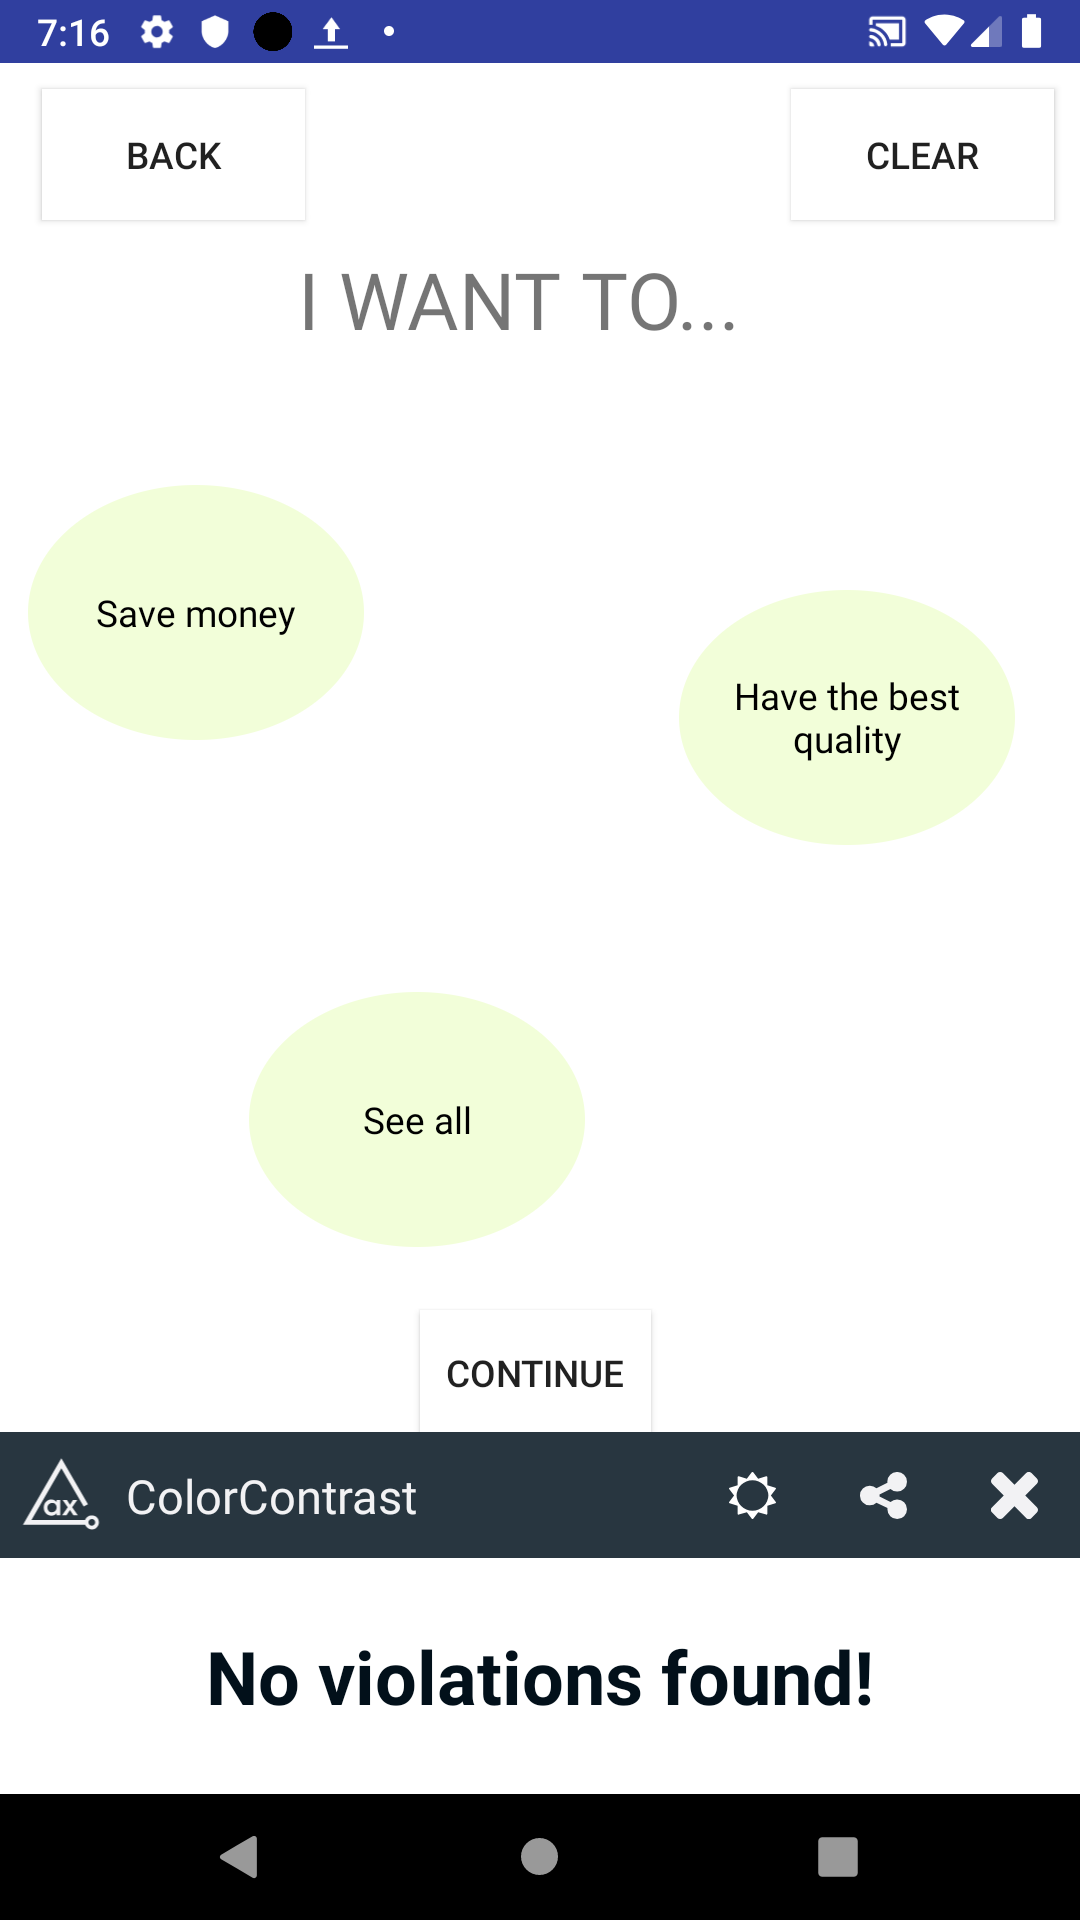 7:16
BACK
CLEAR
I WANT TO...
Save money
Have the best
quality
See all
CONTINUE
ax
ColorContrast
No violations found!